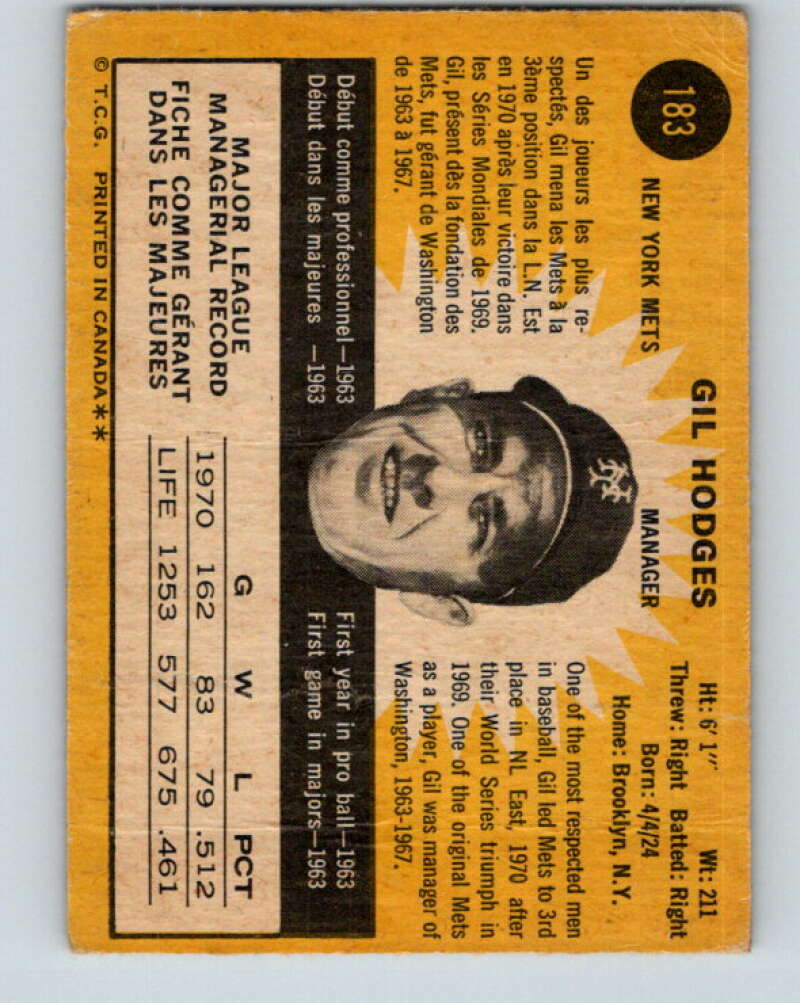 183
GIL HODGES
NEW YORK METS
MANAGER
Ht: 6' 1" Wt: 211
Threw: Right Batted: Right
Born: 4/4/24
Home: Brooklyn, N.Y.
Un des joueurs les plus re-
spectés, Gil mena les Mets à la
3ème position dans la L.N. Est
en 1970 après leur victoire dans
les Séries Mondiales de 1969.
Gil, présent dès la fondation des
Mets, fut gérant de Washington
de 1963 à 1967.
NY
One of the most respected men
in baseball, Gil led Mets to 3rd
place in NL East, 1970 after
their World Series triumph in
1969. One of the original Mets
as a player, Gil was manager of
Washington, 1963-1967.
Début comme professionnel—1963
Début dans les majeures —1963
First year in pro ball—1963
First game in majors—1963
MAJOR LEAGUE
MANAGERIAL RECORD
FICHE COMME GÉRANT
DANS LES MAJEURES
G W L PCT
1970 162 83 79 .512
LIFE 1253 577 675 .461
© T.C.G. PRINTED IN CANADA**